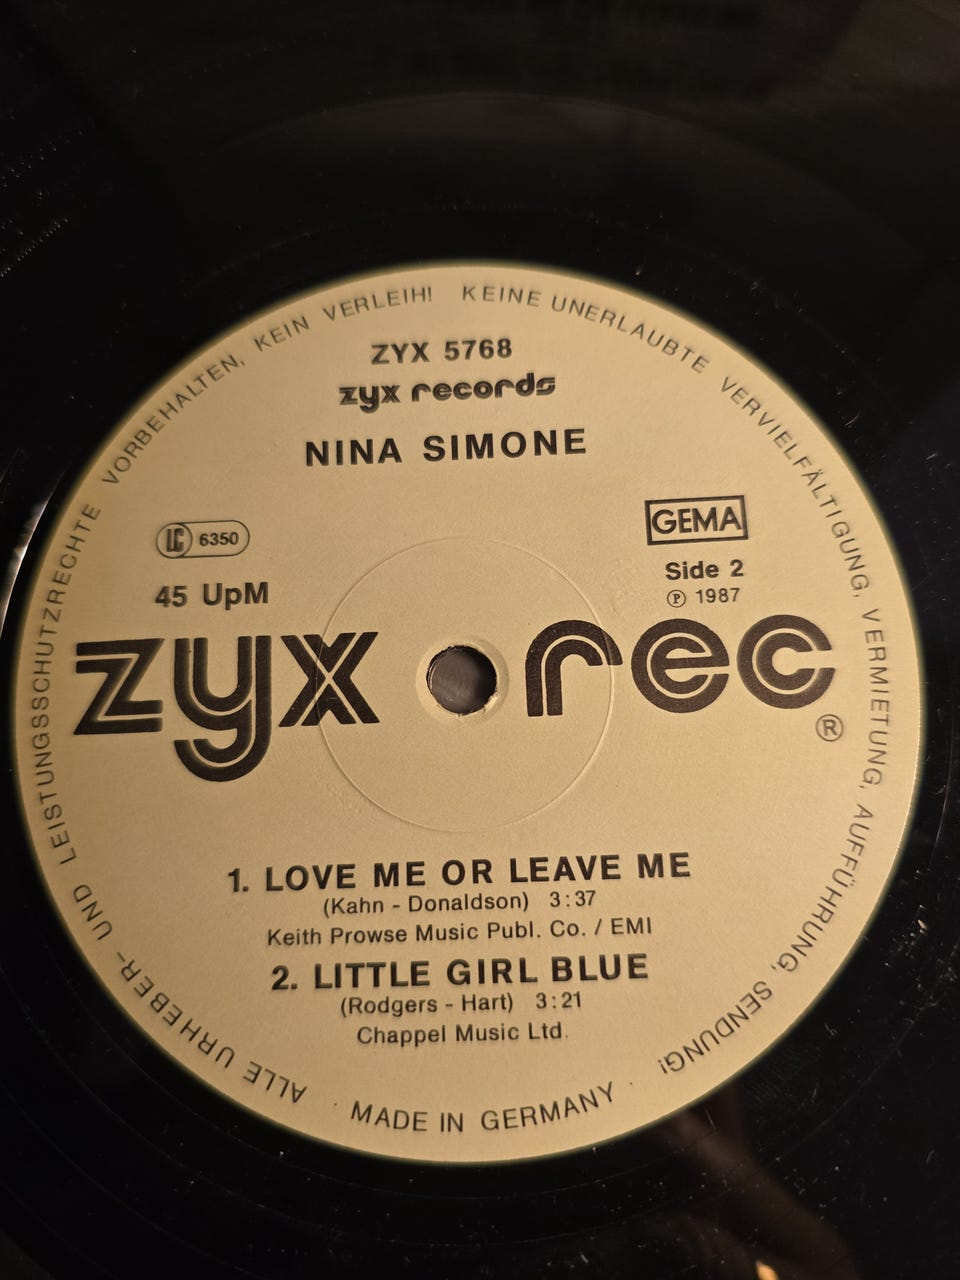 ALLE URHEBER- UND LEISTUNGSSCHUTZRECHTE VORBEHALTEN, KEIN VERLEIH! KEINE UNERLAUBTE VERVIELFÄLTIGUNG, VERMIETUNG, AUFFÜHRUNG, SENDUNG!
ZYX 5768
zyx records
NINA SIMONE
LC 6350
GEMA
45 UpM
Side 2
℗ 1987
zyx rec
®
1. LOVE ME OR LEAVE ME
(Kahn - Donaldson) 3:37
Keith Prowse Music Publ. Co. / EMI
2. LITTLE GIRL BLUE
(Rodgers - Hart) 3:21
Chappel Music Ltd.
· MADE IN GERMANY ·